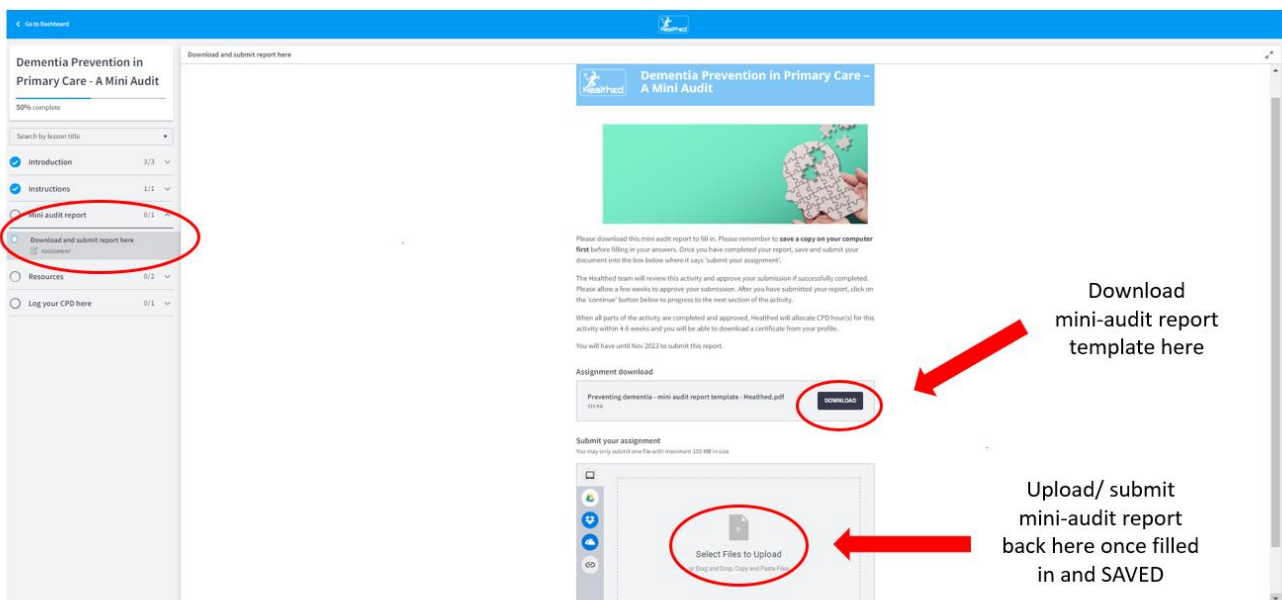 Go to Dashboard
Healthed
Dementia Prevention in
Primary Care - A Mini Audit
50% complete
Search by lesson title
Introduction 3/3
Instructions 1/1
Mini audit report 0/1
Download and submit report here
ASSIGNMENT
Resources 0/2
Log your CPD here 0/1
Download and submit report here
Healthed
Dementia Prevention in Primary Care –
A Mini Audit
Please download this mini audit report to fill in. Please remember to save a copy on your computer
first before filling in your answers. Once you have completed your report, save and submit your
document into the box below where it says 'submit your assignment'.
The Healthed team will review this activity and approve your submission if successfully completed.
Please allow a few weeks to approve your submission. After you have submitted your report, click on
the 'continue' button below to progress to the next section of the activity.
When all parts of the activity are completed and approved, Healthed will allocate CPD hour(s) for this
activity within 4-6 weeks and you will be able to download a certificate from your profile.
You will have until Nov 2023 to submit this report.
Assignment download
Preventing dementia - mini audit report template - Healthed.pdf
KB
DOWNLOAD
Submit your assignment
You may only submit one file with maximum 100 MB in size
Select Files to Upload
or Drag and Drop, Copy and Paste Files
Download
mini-audit report
template here
Upload/ submit
mini-audit report
back here once filled
in and SAVED